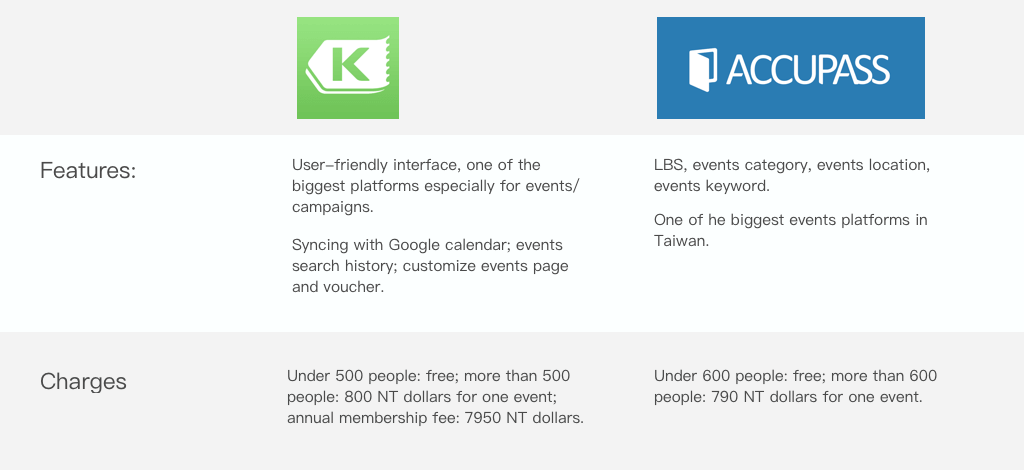 K
ACCUPASS
Features:
User-friendly interface, one of the
biggest platforms especially for events/
campaigns.
Syncing with Google calendar; events
search history; customize events page
and voucher.
LBS, events category, events location,
events keyword.
One of he biggest events platforms in
Taiwan.
Charges
Under 500 people: free; more than 500
people: 800 NT dollars for one event;
annual membership fee: 7950 NT dollars.
Under 600 people: free; more than 600
people: 790 NT dollars for one event.